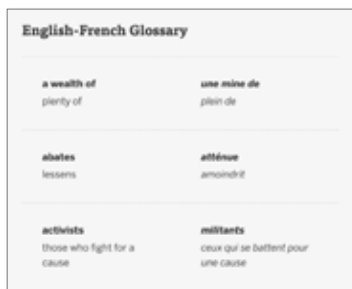 English-French Glossary
a wealth of
plenty of
une mine de
plein de
abates
lessens
atténue
amoindrit
activists
those who fight for a
cause
militants
ceux qui se battent pour
une cause